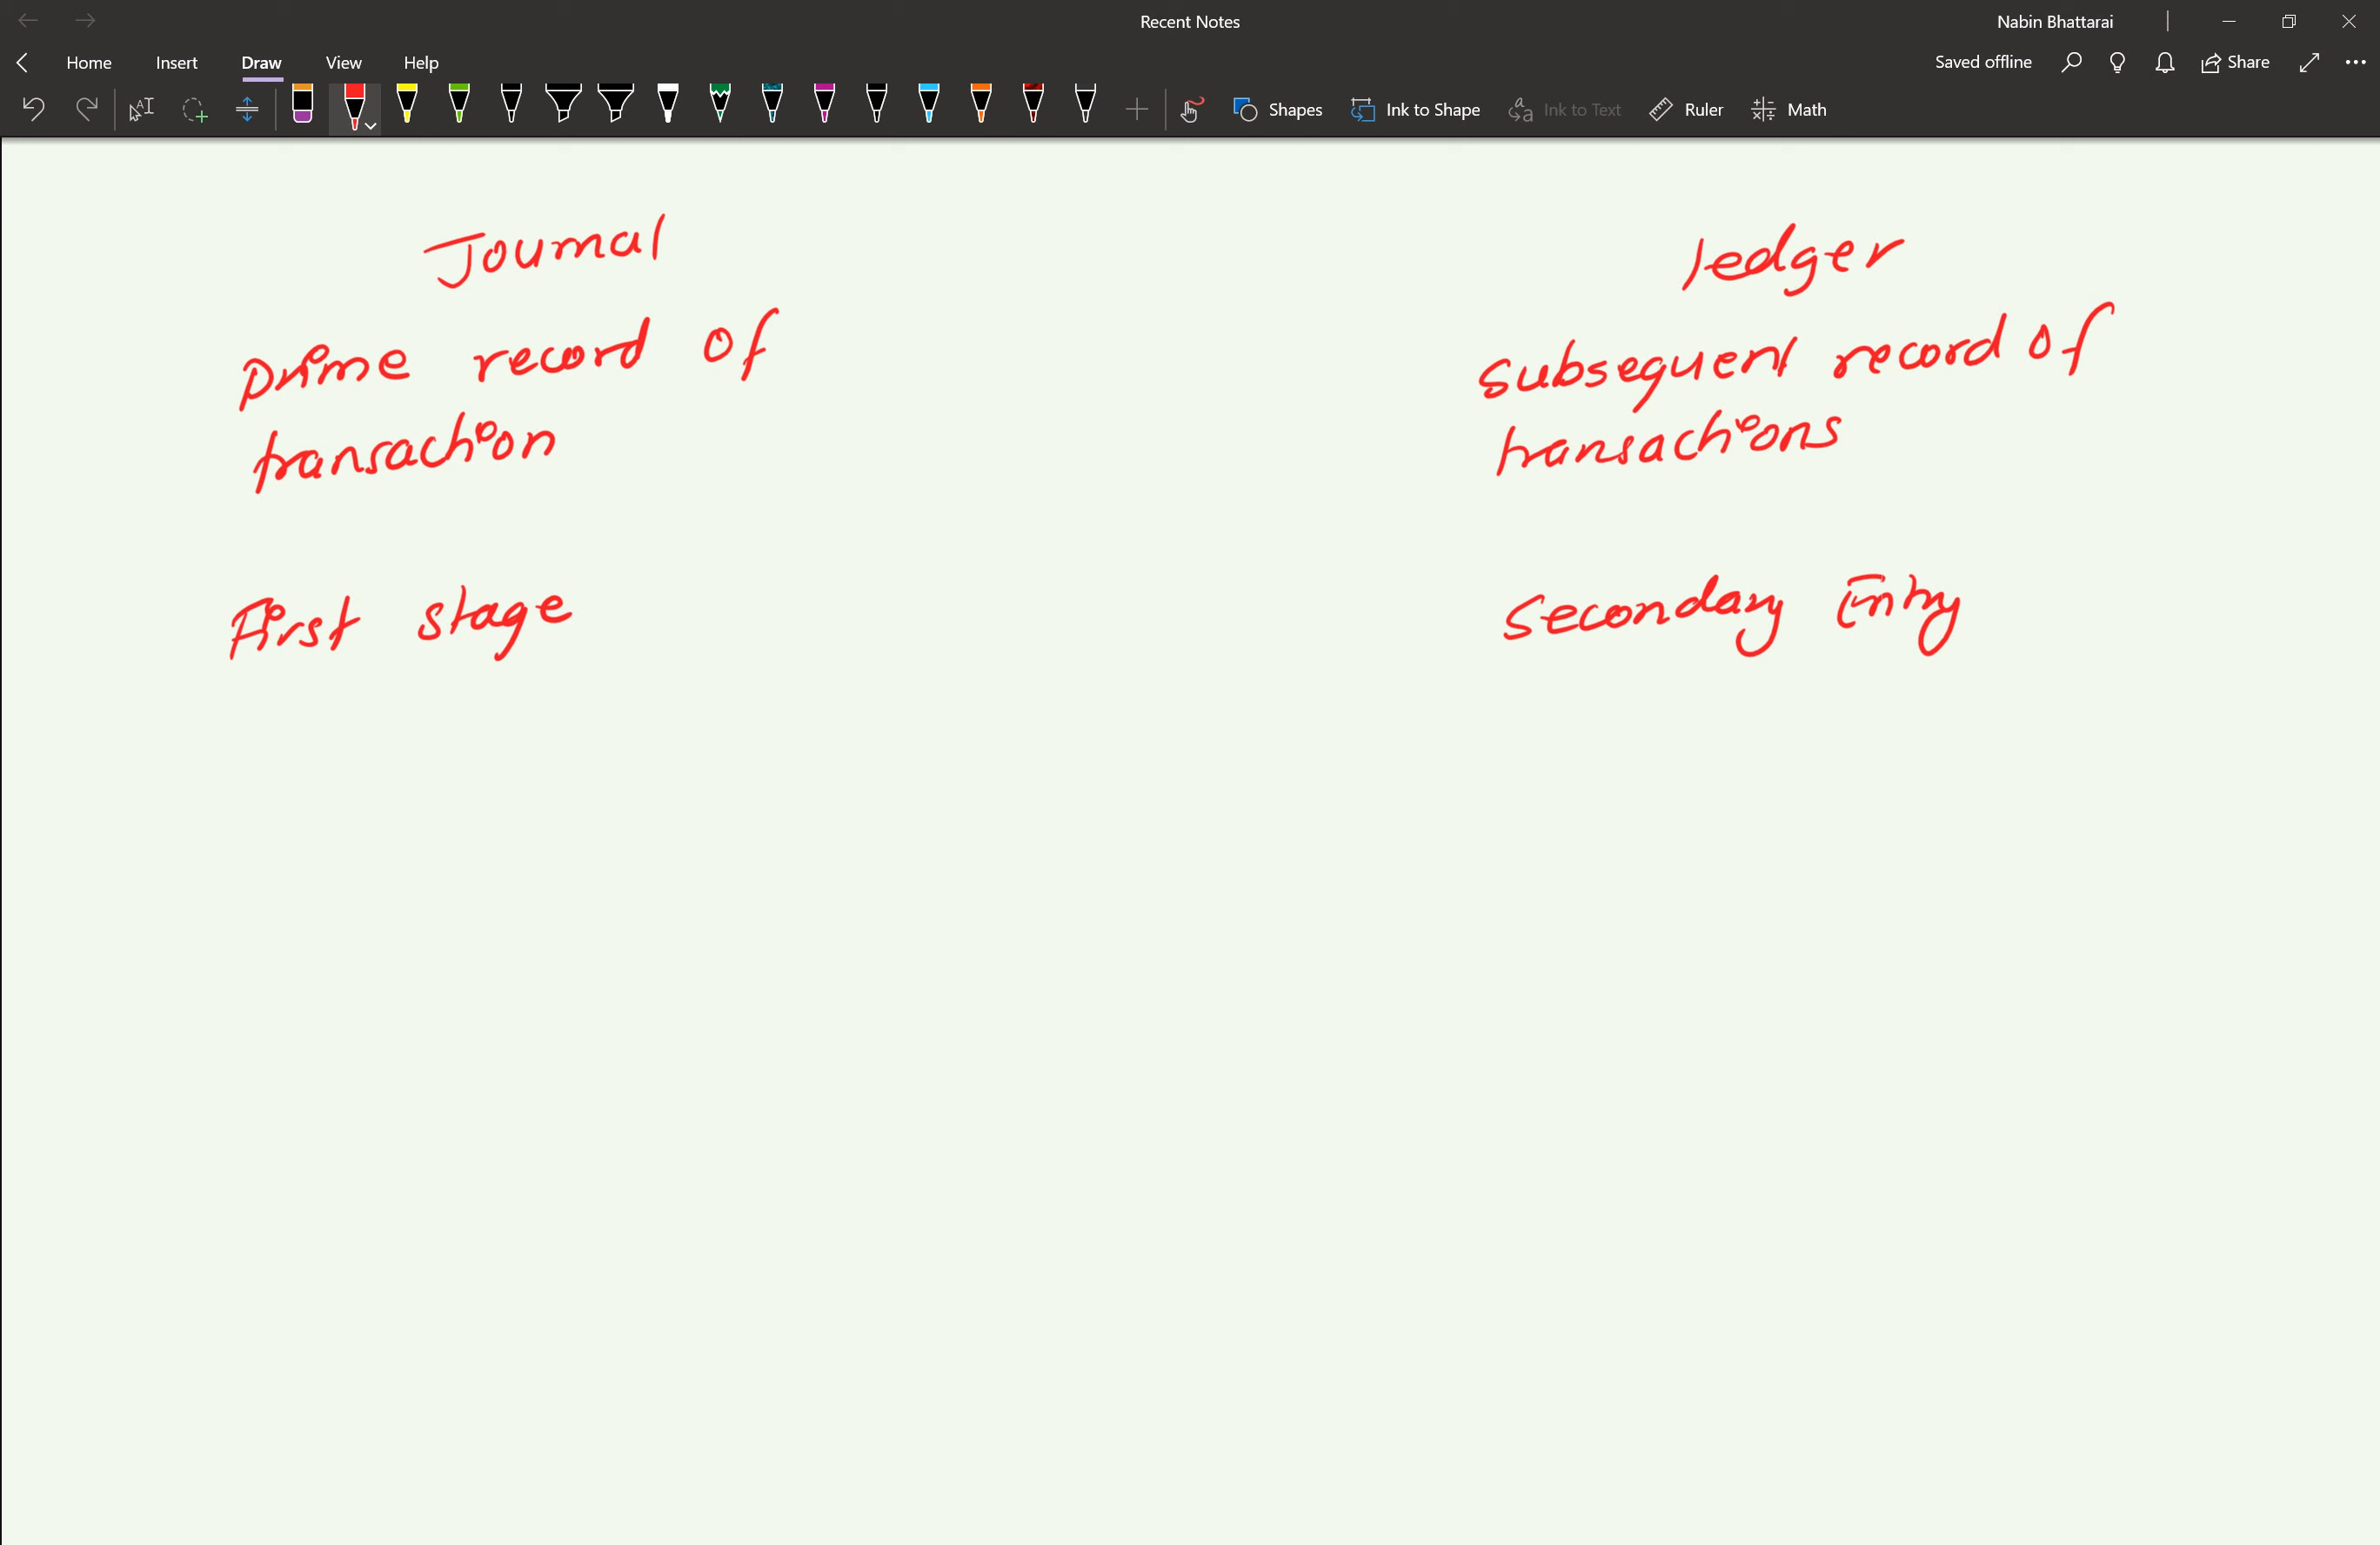 Recent Notes
Nabin Bhattarai
Home Insert Draw View Help
Saved offline
Share
Shapes
Ink to Shape
Ink to Text
Ruler
Math
Journal
prime record of
transaction
First stage
ledger
subsequent record of
transactions
secondary Entry